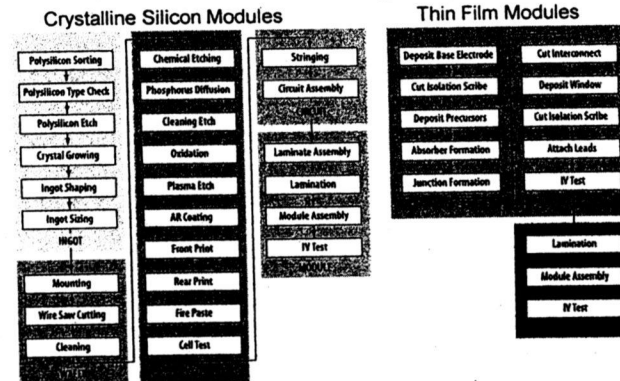 Crystalline Silicon Modules
Polysilicon Sorting
Polysilicon Type Check
Polysilicon Etch
Crystal Growing
Ingot Shaping
Ingot Sizing
INGOT
Mounting
Wire Saw Cutting
Cleaning
Chemical Etching
Phosphorus Diffusion
Cleaning Etch
Oxidation
Plasma Etch
AR Coating
Front Print
Rear Print
Fire Paste
Cell Test
Stringing
Circuit Assembly
CIRCUIT
Laminate Assembly
Lamination
Module Assembly
IV Test
MODULE
Thin Film Modules
Deposit Base Electrode
Cut Isolation Scribe
Deposit Precursors
Absorber Formation
Junction Formation
Cut Interconnect
Deposit Window
Cut Isolation Scribe
Attach Leads
IV Test
Lamination
Module Assembly
IV Test